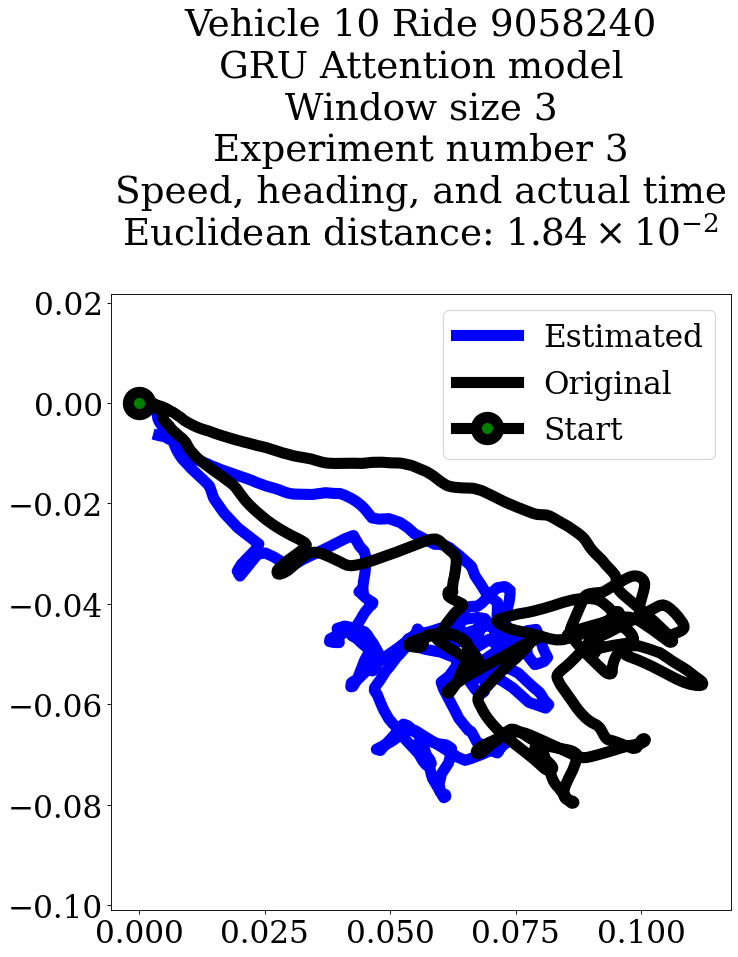 Vehicle 10 Ride 9058240
GRU Attention model
Window size 3
Experiment number 3
Speed, heading, and actual time
Euclidean distance: 1.84 × 10⁻²
Estimated
Original
Start
0.02
0.00
−0.02
−0.04
−0.06
−0.08
−0.10
0.000 0.025 0.050 0.075 0.100